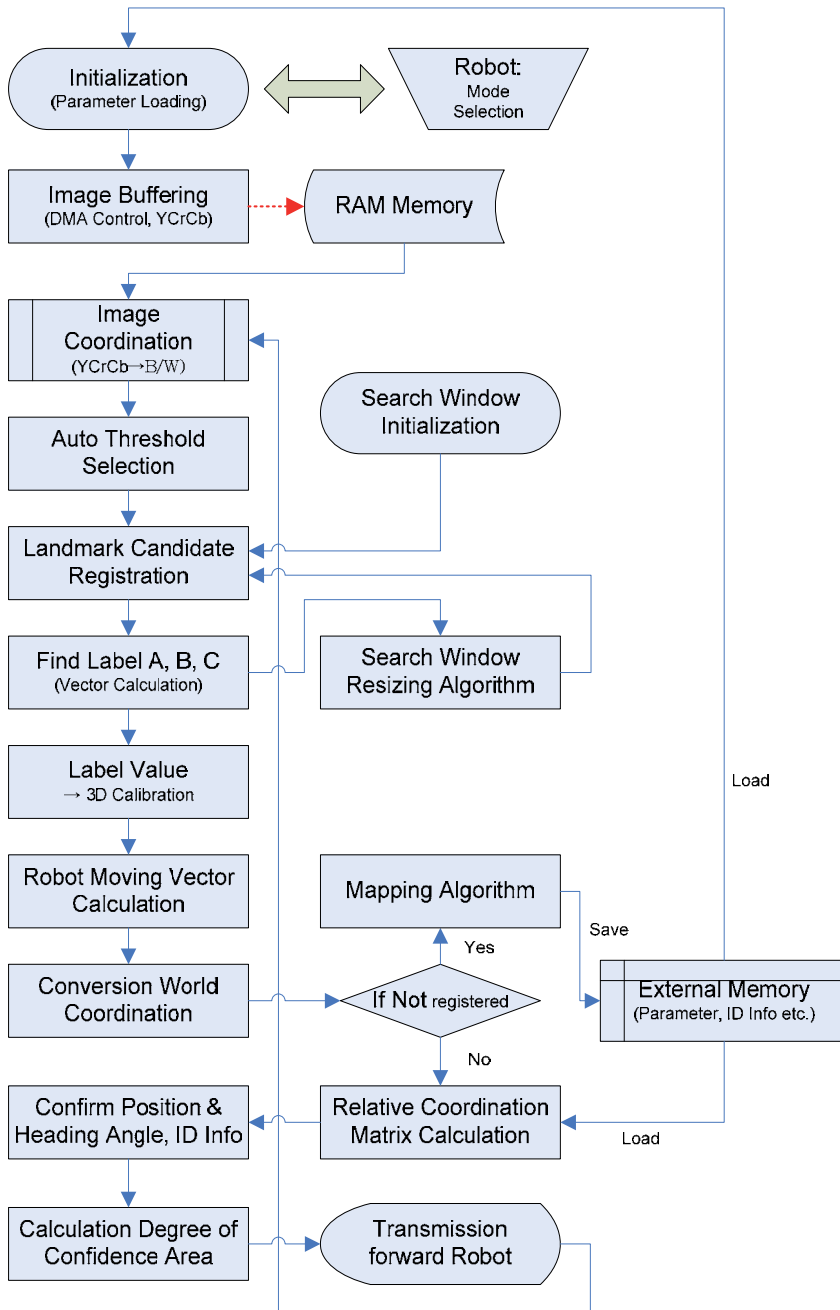 Initialization
(Parameter Loading)
Robot:
Mode
Selection
Image Buffering
(DMA Control, YCrCb)
RAM Memory
Image
Coordination
(YCrCb→B/W)
Search Window
Initialization
Auto Threshold
Selection
Landmark Candidate
Registration
Find Label A, B, C
(Vector Calculation)
Search Window
Resizing Algorithm
Label Value
→ 3D Calibration
Load
Robot Moving Vector
Calculation
Mapping Algorithm
Save
Yes
Conversion World
Coordination
If Not registered
External Memory
(Parameter, ID Info etc.)
No
Confirm Position &
Heading Angle, ID Info
Relative Coordination
Matrix Calculation
Load
Calculation Degree of
Confidence Area
Transmission
forward Robot